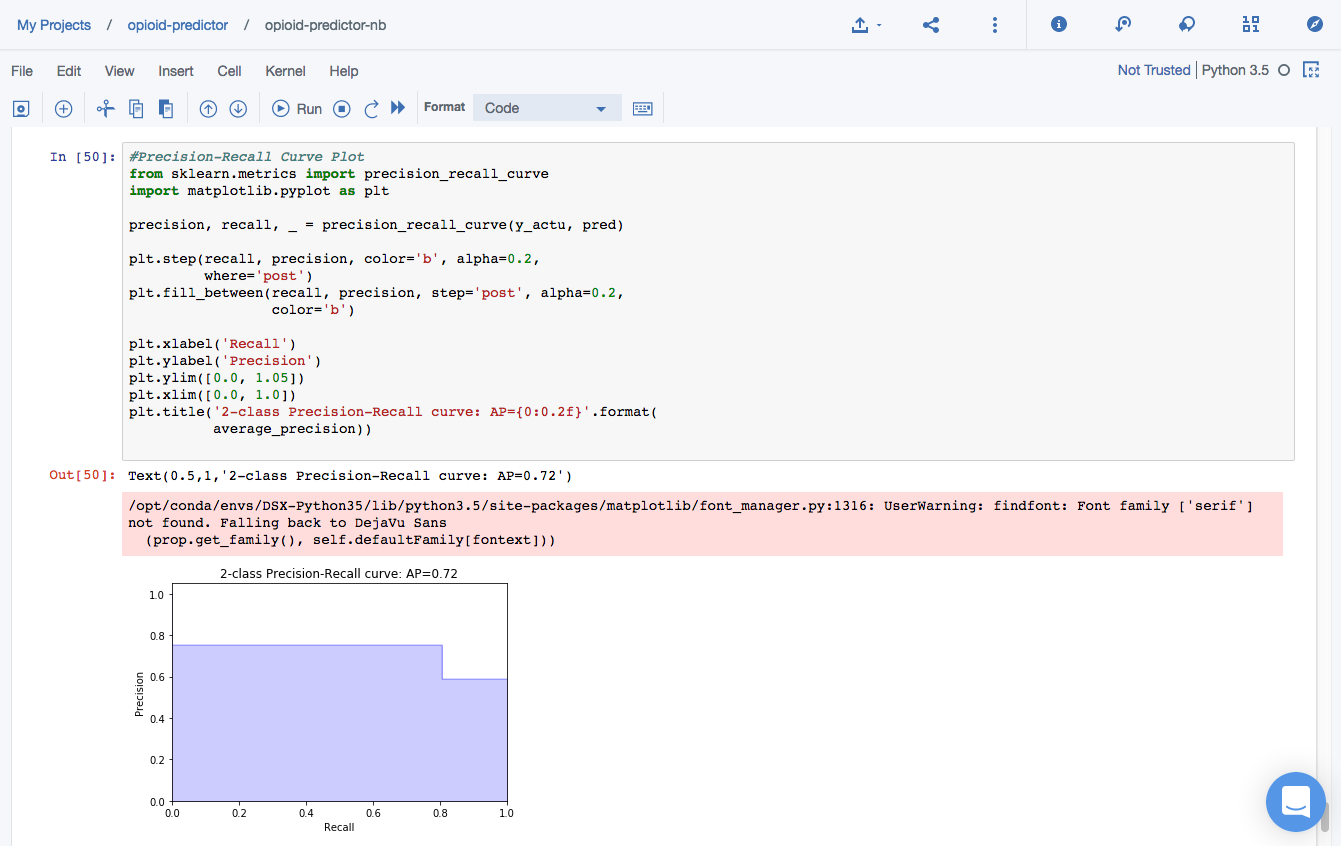 My Projects / opioid-predictor / opioid-predictor-nb
File Edit View Insert Cell Kernel Help
Not Trusted | Python 3.5
Run
Format
Code
In [50]:
#Precision-Recall Curve Plot
from sklearn.metrics import precision_recall_curve
import matplotlib.pyplot as plt
precision, recall, _ = precision_recall_curve(y_actu, pred)
plt.step(recall, precision, color='b', alpha=0.2,
where='post')
plt.fill_between(recall, precision, step='post', alpha=0.2,
color='b')
plt.xlabel('Recall')
plt.ylabel('Precision')
plt.ylim([0.0, 1.05])
plt.xlim([0.0, 1.0])
plt.title('2-class Precision-Recall curve: AP={0:0.2f}'.format(
average_precision))
Out[50]: Text(0.5,1,'2-class Precision-Recall curve: AP=0.72')
/opt/conda/envs/DSX-Python35/lib/python3.5/site-packages/matplotlib/font_manager.py:1316: UserWarning: findfont: Font family ['serif']
not found. Falling back to DejaVu Sans
(prop.get_family(), self.defaultFamily[fontext]))
2-class Precision-Recall curve: AP=0.72
1.0
0.8
0.6
0.4
0.2
0.0
Precision
0.0 0.2 0.4 0.6 0.8 1.0
Recall